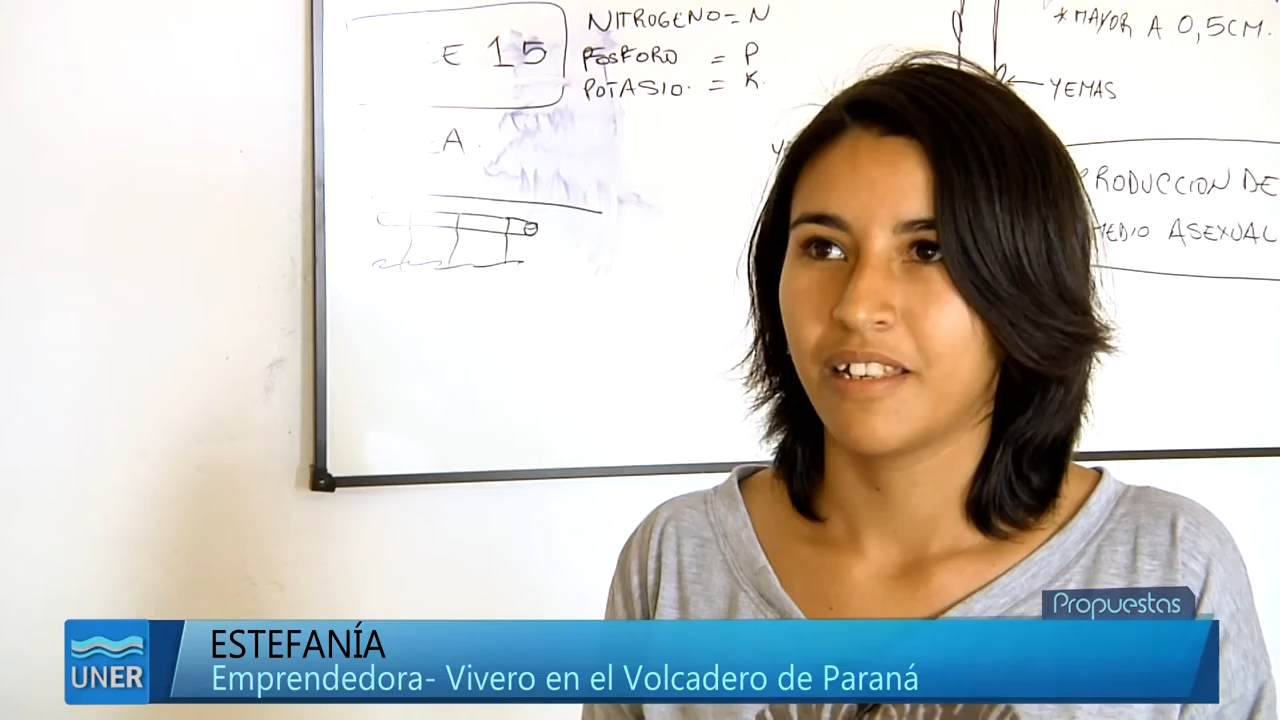 E 15
NITROGENO = N
FOSFORO = P
POTASIO. = K.
A.
* MAYOR A 0,5CM.
YEMAS
RODUCCION DE
MEDIO ASEXUAL
Propuestas
UNER
ESTEFANÍA
Emprendedora- Vivero en el Volcadero de Paraná